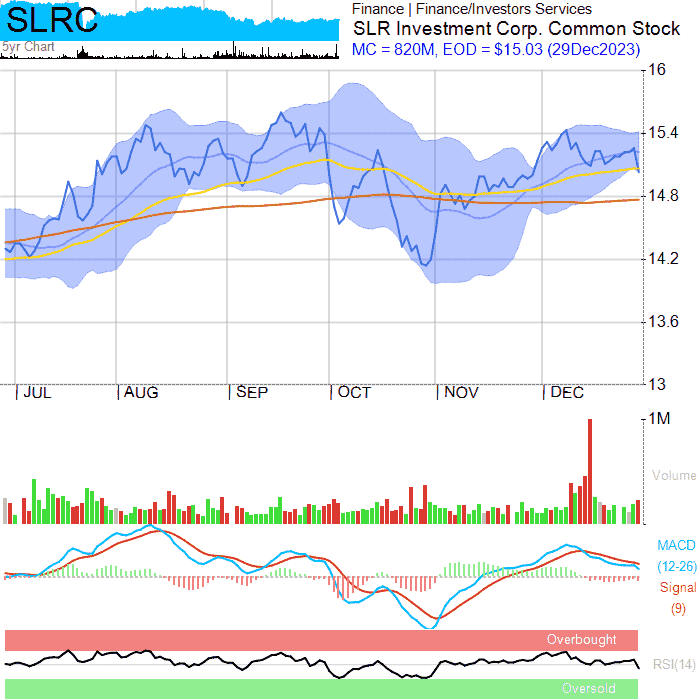 SLRC
5yr Chart
Finance | Finance/Investors Services
SLR Investment Corp. Common Stock
MC = 820M, EOD = $15.03 (29Dec2023)
16
15.4
14.8
14.2
13.6
13
JUL
AUG
SEP
OCT
NOV
DEC
1M
Volume
MACD
(12-26)
Signal
(9)
Overbought
RSI(14)
Oversold